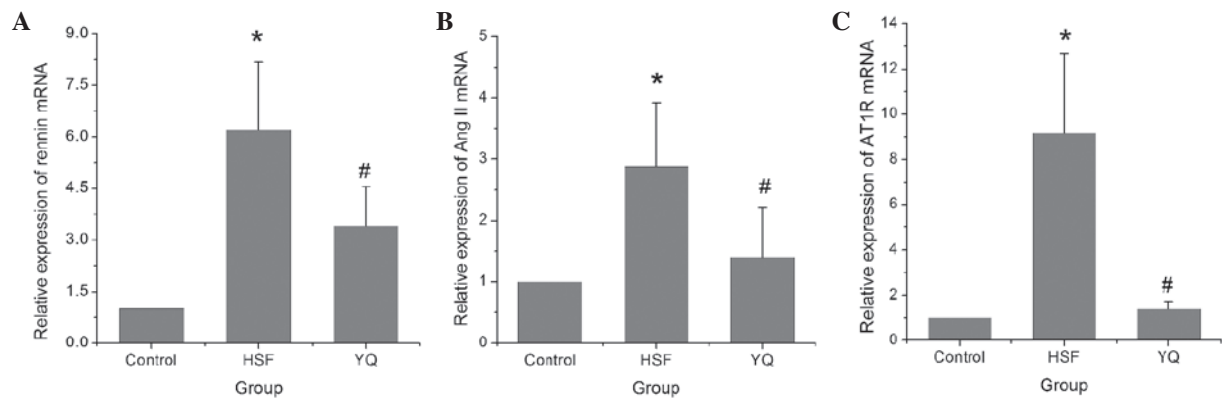 A
Relative expression of rennin mRNA
9.0
7.5
6.0
4.5
3.0
1.5
0.0
*
#
Control HSF YQ
Group
B
Relative expression of Ang II mRNA
5
4
3
2
1
0
*
#
Control HSF YQ
Group
C
Relative expression of AT1R mRNA
14
12
10
8
6
4
2
0
*
#
Control HSF YQ
Group